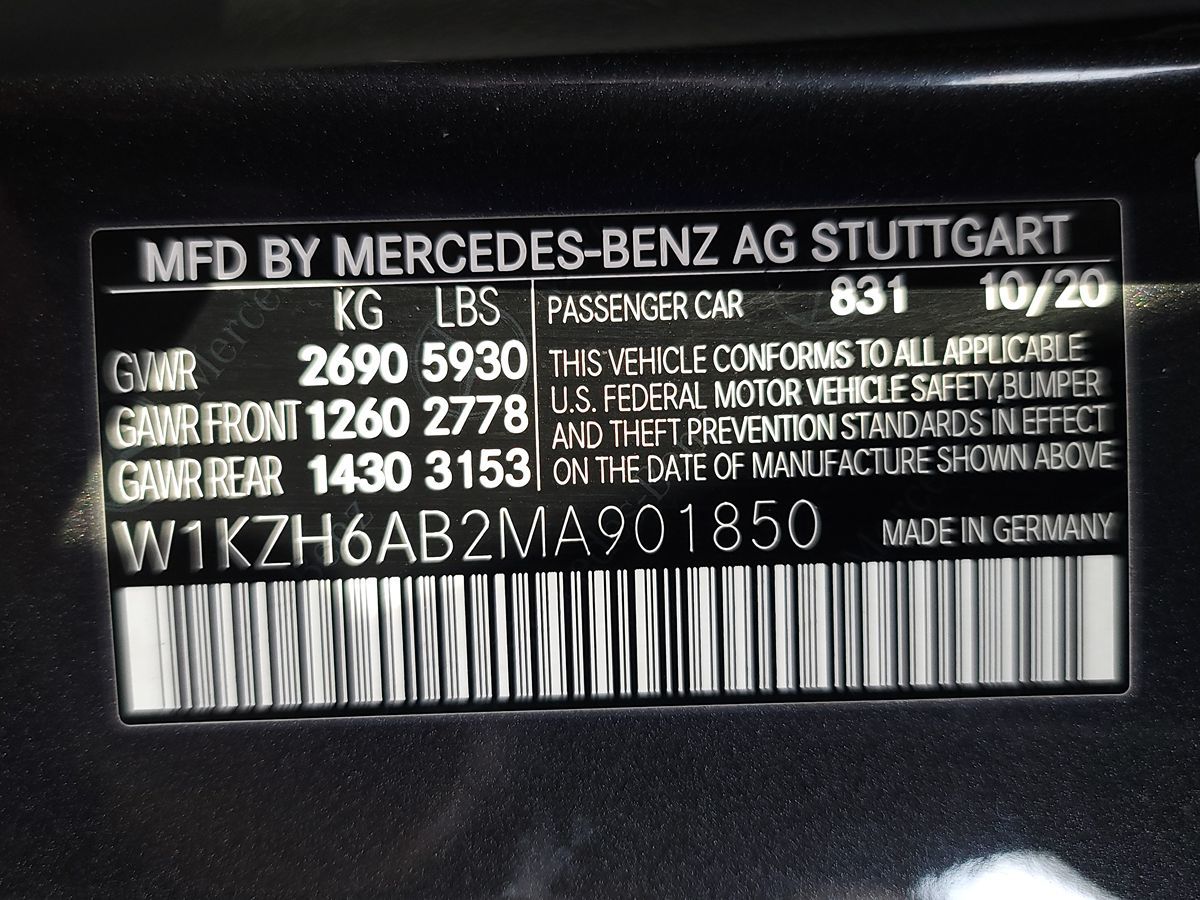 MFD BY MERCEDES-BENZ AG STUTTGART
KG LBS
GVWR 2690 5930
GAWR FRONT 1260 2778
GAWR REAR 1430 3153
PASSENGER CAR 831 10/20
THIS VEHICLE CONFORMS TO ALL APPLICABLE
U.S. FEDERAL MOTOR VEHICLE SAFETY, BUMPER
AND THEFT PREVENTION STANDARDS IN EFFECT
ON THE DATE OF MANUFACTURE SHOWN ABOVE
W1KZH6AB2MA901850 MADE IN GERMANY